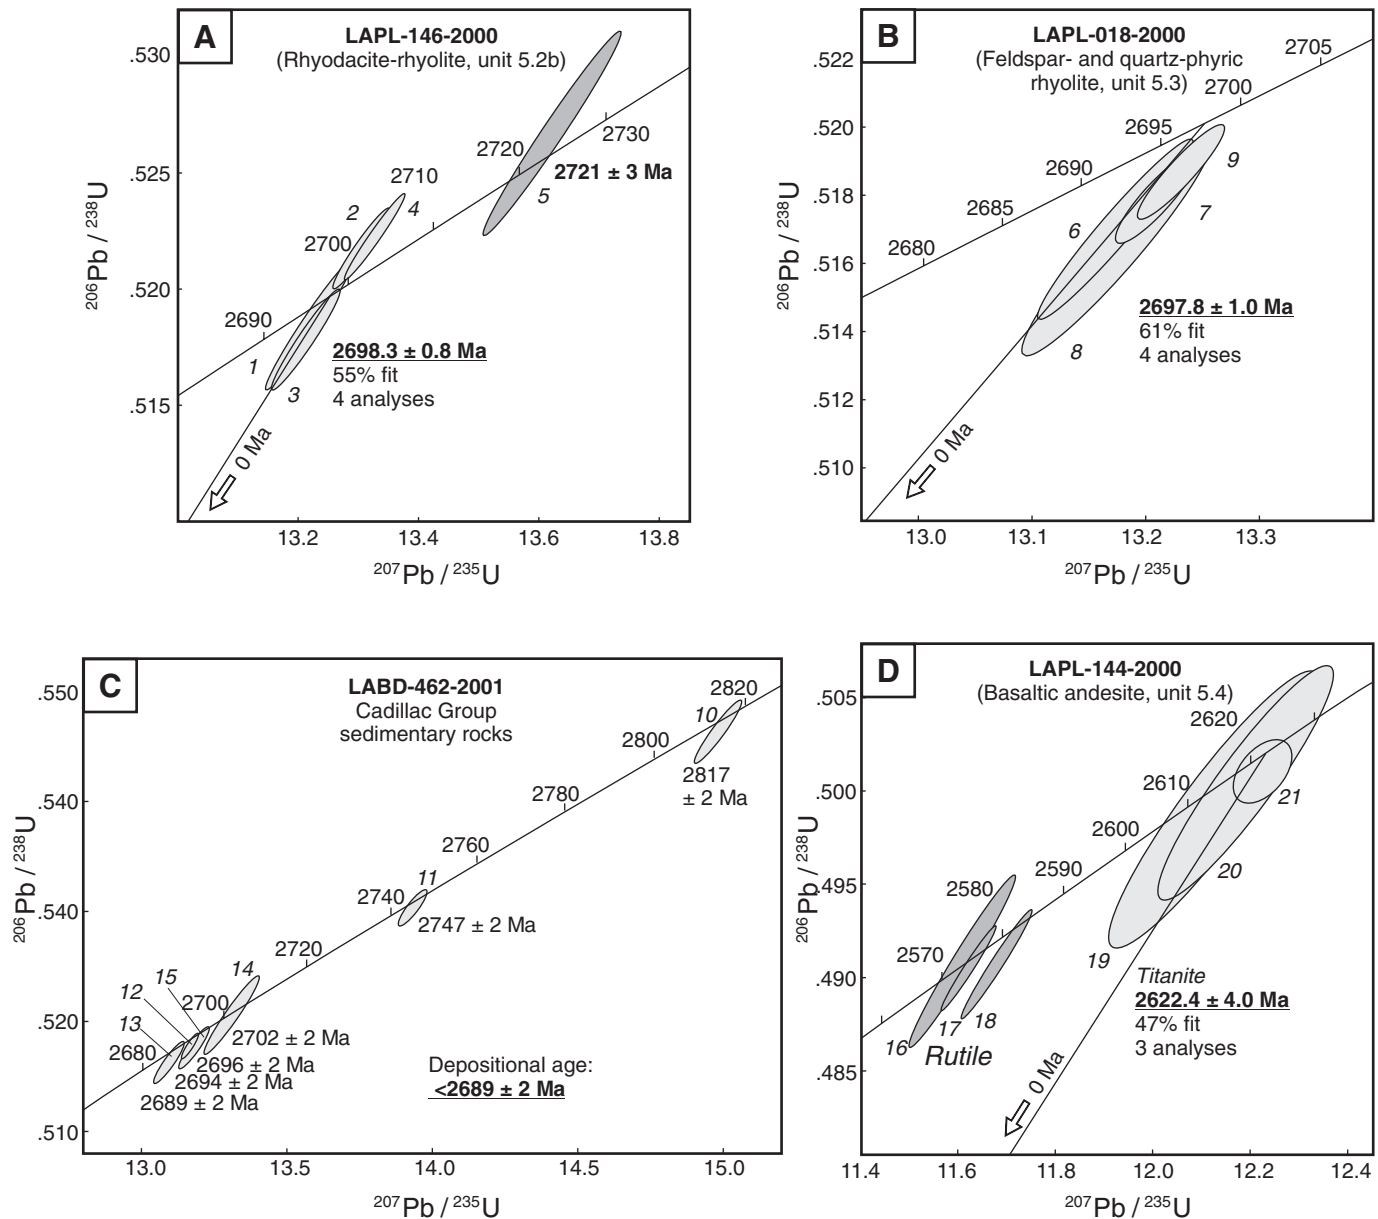 A
LAPL-146-2000
(Rhyodacite-rhyolite, unit 5.2b)
.530
.525
.520
.515
206Pb / 238U
2690
2700
2710
2720
2730
1
2
3
4
5
2721 ± 3 Ma
2698.3 ± 0.8 Ma
55% fit
4 analyses
0 Ma
13.2
13.4
13.6
13.8
207Pb / 235U
B
LAPL-018-2000
(Feldspar- and quartz-phyric
rhyolite, unit 5.3)
.522
.520
.518
.516
.514
.512
.510
206Pb / 238U
2680
2685
2690
2695
2700
2705
6
7
8
9
2697.8 ± 1.0 Ma
61% fit
4 analyses
0 Ma
13.0
13.1
13.2
13.3
207Pb / 235U
C
LABD-462-2001
Cadillac Group
sedimentary rocks
.550
.540
.540
.520
.510
206Pb / 238U
2680
2700
2720
2740
2760
2780
2800
2820
10
11
12
13
14
15
2817
± 2 Ma
2747 ± 2 Ma
2702 ± 2 Ma
2696 ± 2 Ma
2694 ± 2 Ma
2689 ± 2 Ma
Depositional age:
<2689 ± 2 Ma
13.0
13.5
14.0
14.5
15.0
207Pb / 235U
D
LAPL-144-2000
(Basaltic andesite, unit 5.4)
.505
.500
.495
.490
.485
206Pb / 238U
2570
2580
2590
2600
2610
2620
16
17
18
19
20
21
Rutile
Titanite
2622.4 ± 4.0 Ma
47% fit
3 analyses
0 Ma
11.4
11.6
11.8
12.0
12.2
12.4
207Pb / 235U